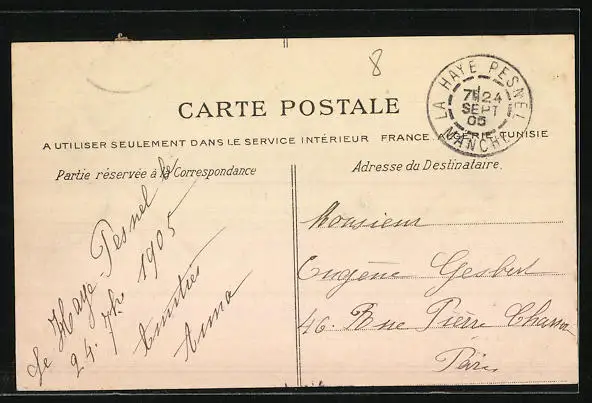 8
CARTE POSTALE
A UTILISER SEULEMENT DANS LE SERVICE INTÉRIEUR FRANCE, ALGÉRIE, TUNISIE
LA HAYE PESNEL
7 24
SEPT
05
MANCHE
Partie réservée à la Correspondance
La Haye Pesnel le
24. 7bre 1905
Amitiés
Anna
Adresse du Destinataire.
Monsieur
Eugène Gesbert
46. Rue Pierre Charron
Paris